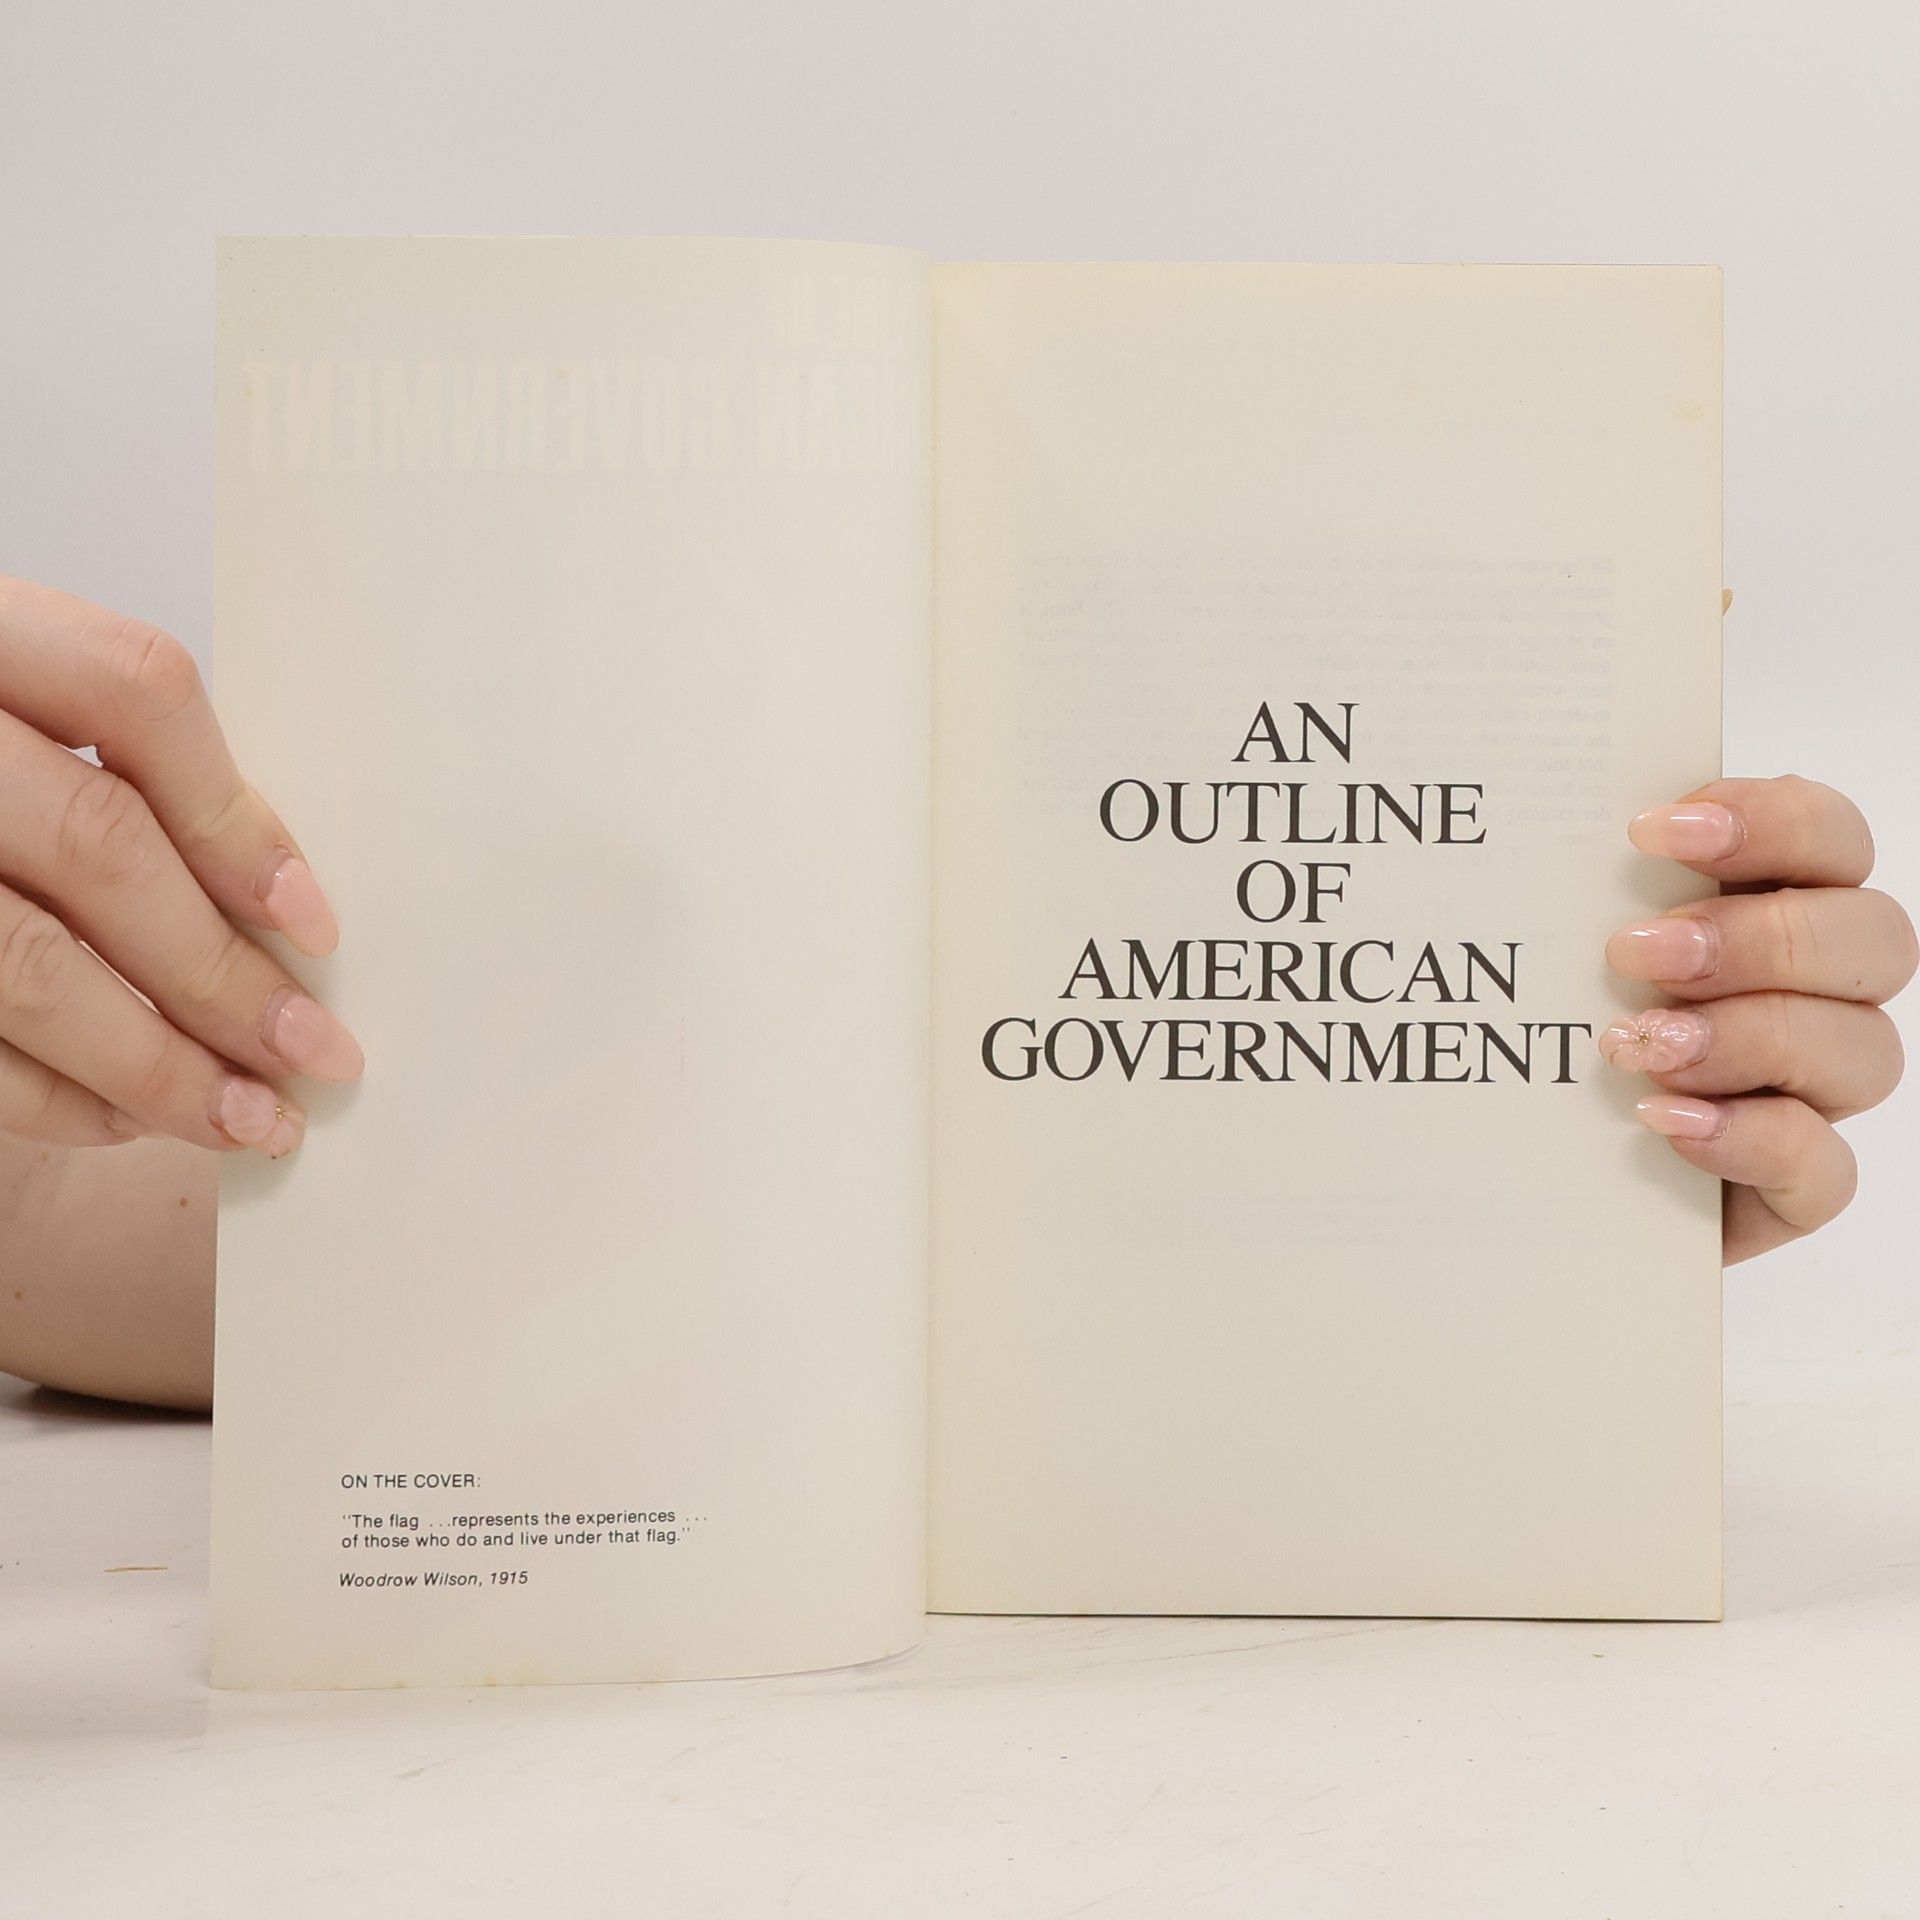 ON THE COVER:
"The flag ...represents the experiences ...
of those who do and live under that flag."
Woodrow Wilson, 1915
AN
OUTLINE
OF
AMERICAN
GOVERNMENT